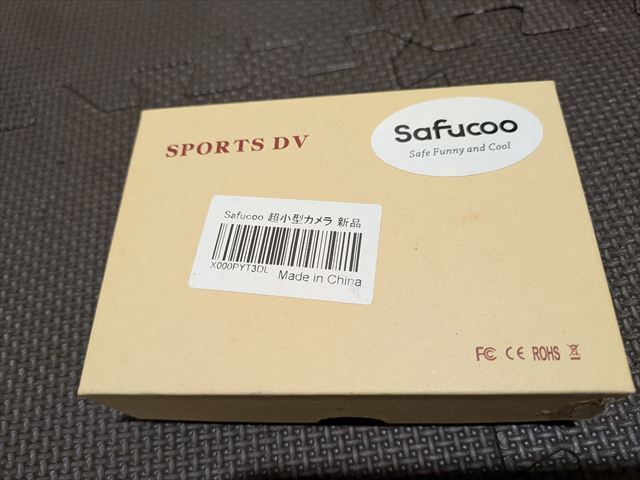 SPORTS DV
Safucoo
Safe Funny and Cool
Safucoo 超小型カメラ 新品
X000PYT3DL
Made in China
FC CE ROHS